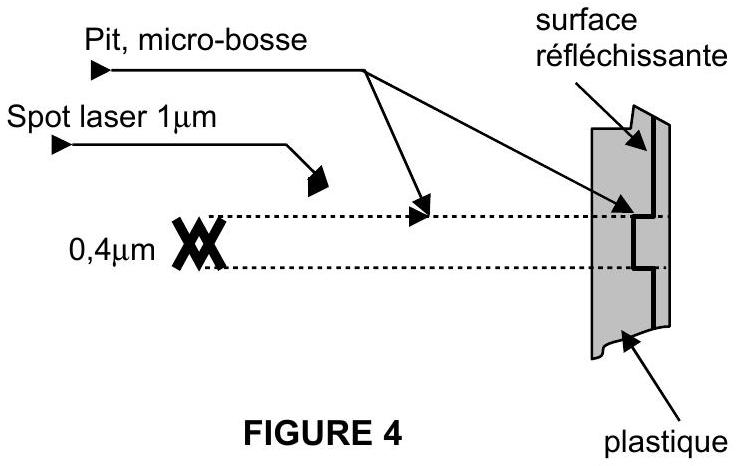 surface
réfléchissante
Pit, micro-bosse
Spot laser 1µm
0,4µm
FIGURE 4
plastique